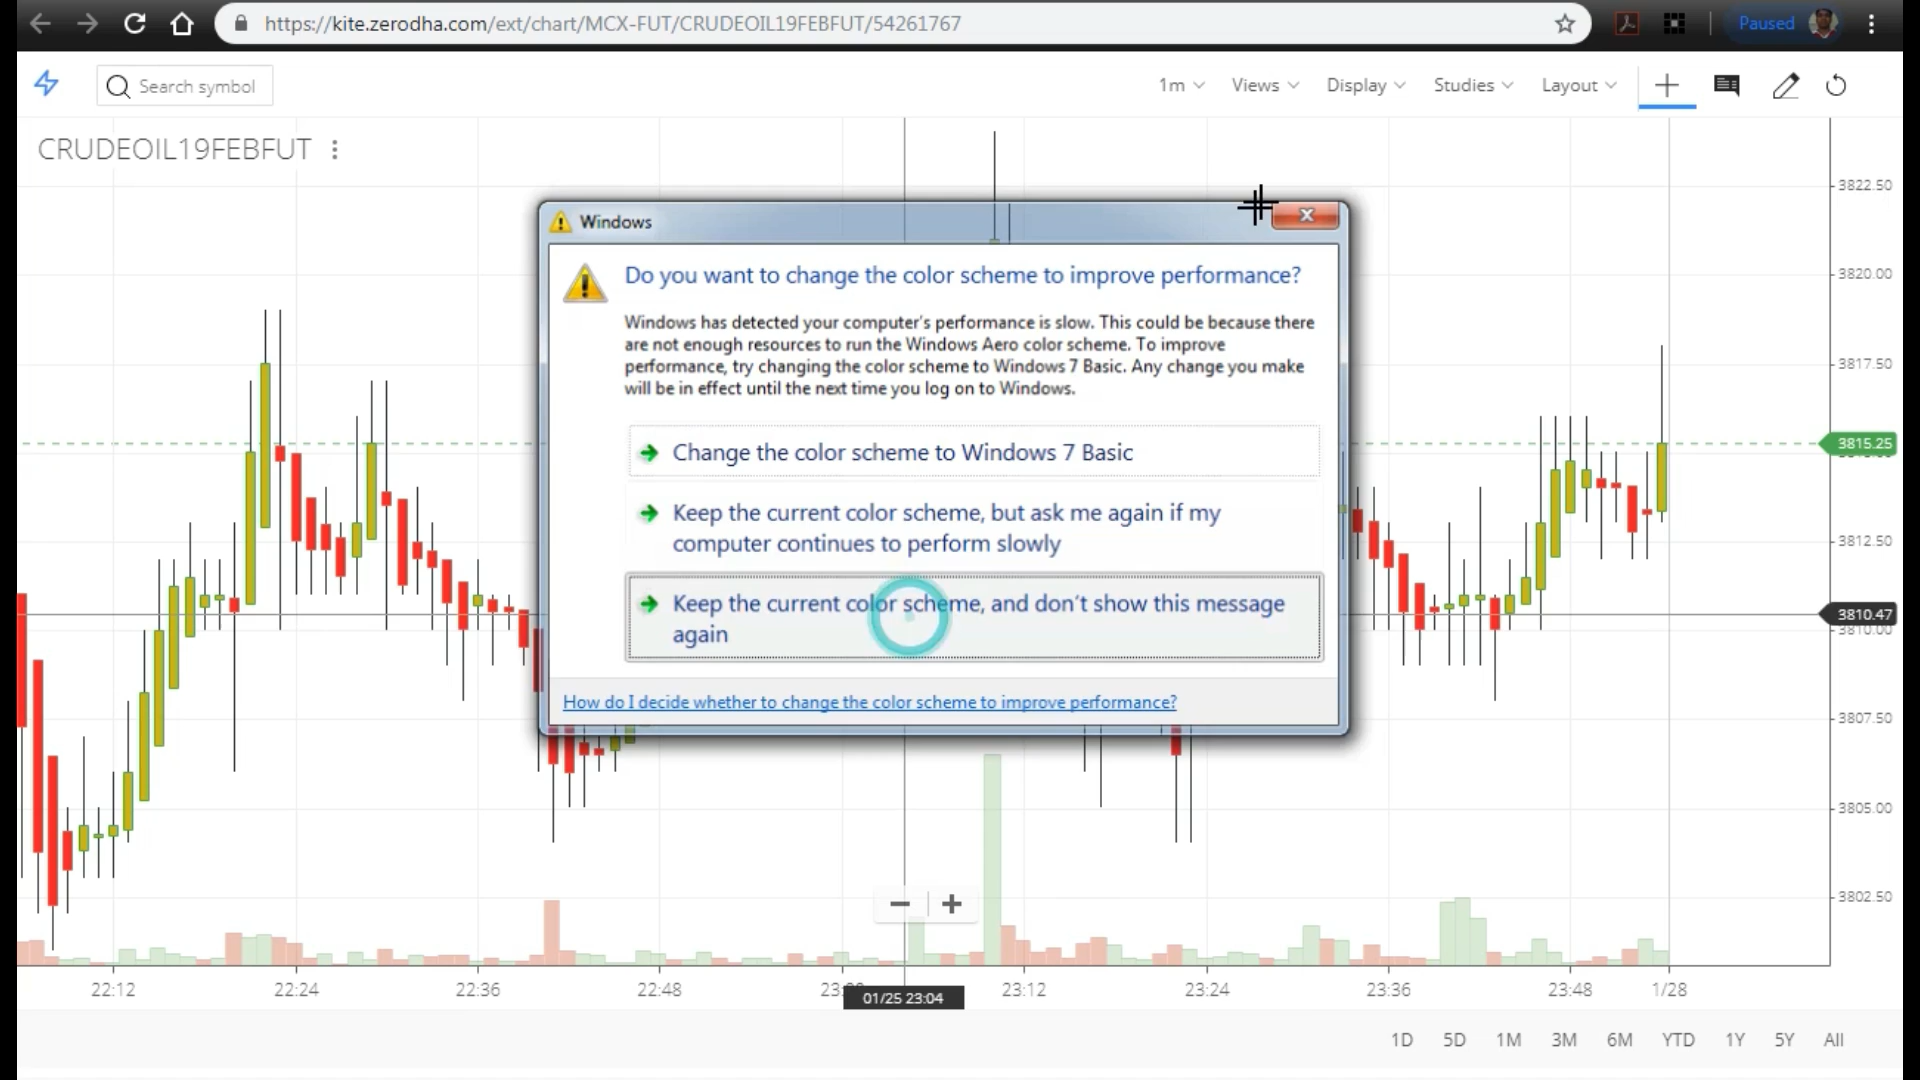 https://kite.zerodha.com/ext/chart/MCX-FUT/CRUDEOIL19FEBFUT/54261767
Paused
Search symbol
1m
Views
Display
Studies
Layout
CRUDEOIL19FEBFUT
Windows
Do you want to change the color scheme to improve performance?
Windows has detected your computer's performance is slow. This could be because there
are not enough resources to run the Windows Aero color scheme. To improve
performance, try changing the color scheme to Windows 7 Basic. Any change you make
will be in effect until the next time you log on to Windows.
Change the color scheme to Windows 7 Basic
Keep the current color scheme, but ask me again if my
computer continues to perform slowly
Keep the current color scheme, and don't show this message
again
How do I decide whether to change the color scheme to improve performance?
3822.50
3820.00
3817.50
3815.25
3812.50
3810.47
3810.00
3807.50
3805.00
3802.50
22:12
22:24
22:36
22:48
01/25 23:04
23:12
23:24
23:36
23:48
1/28
1D
5D
1M
3M
6M
YTD
1Y
5Y
All